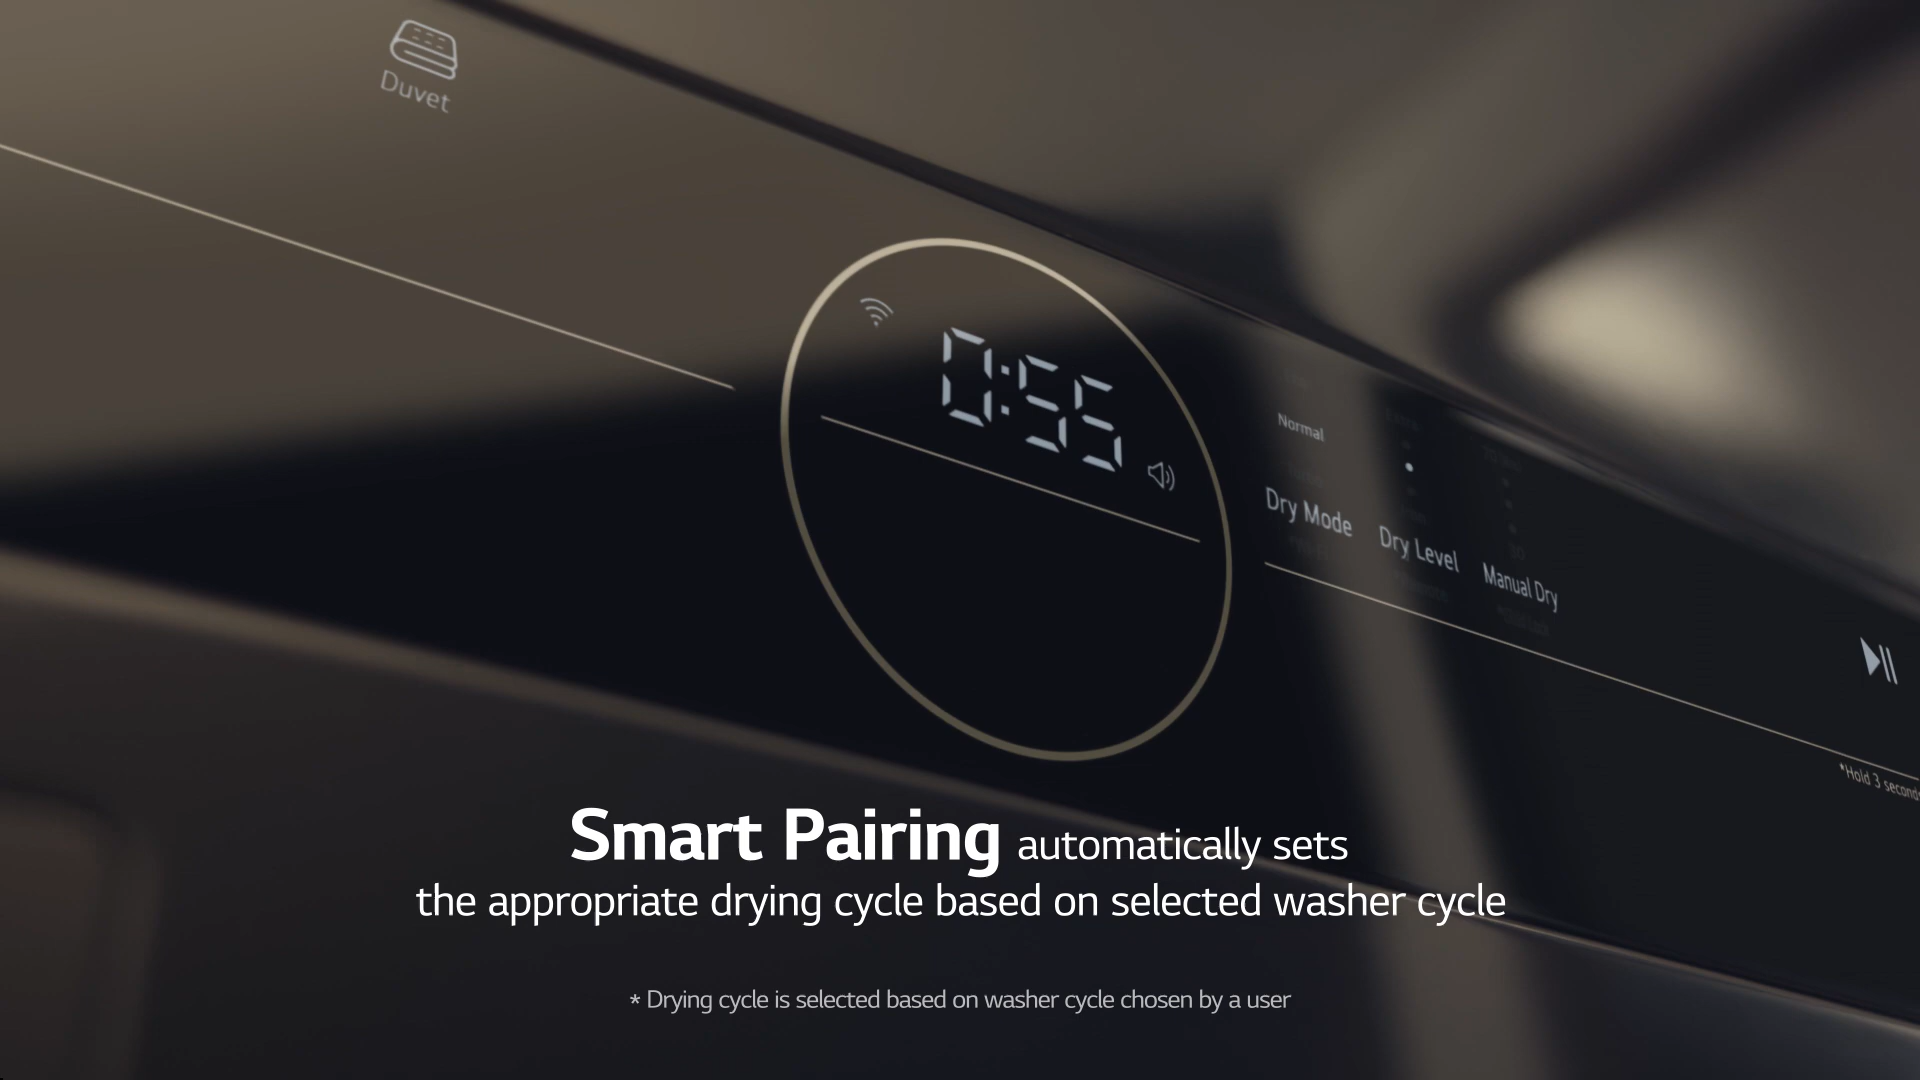 Duvet
0:55
Normal
Dry Mode
Dry Level
Manual Dry
*Hold 3
Smart Pairing automatically sets
the appropriate drying cycle based on selected washer cycle
* Drying cycle is selected based on washer cycle chosen by a user